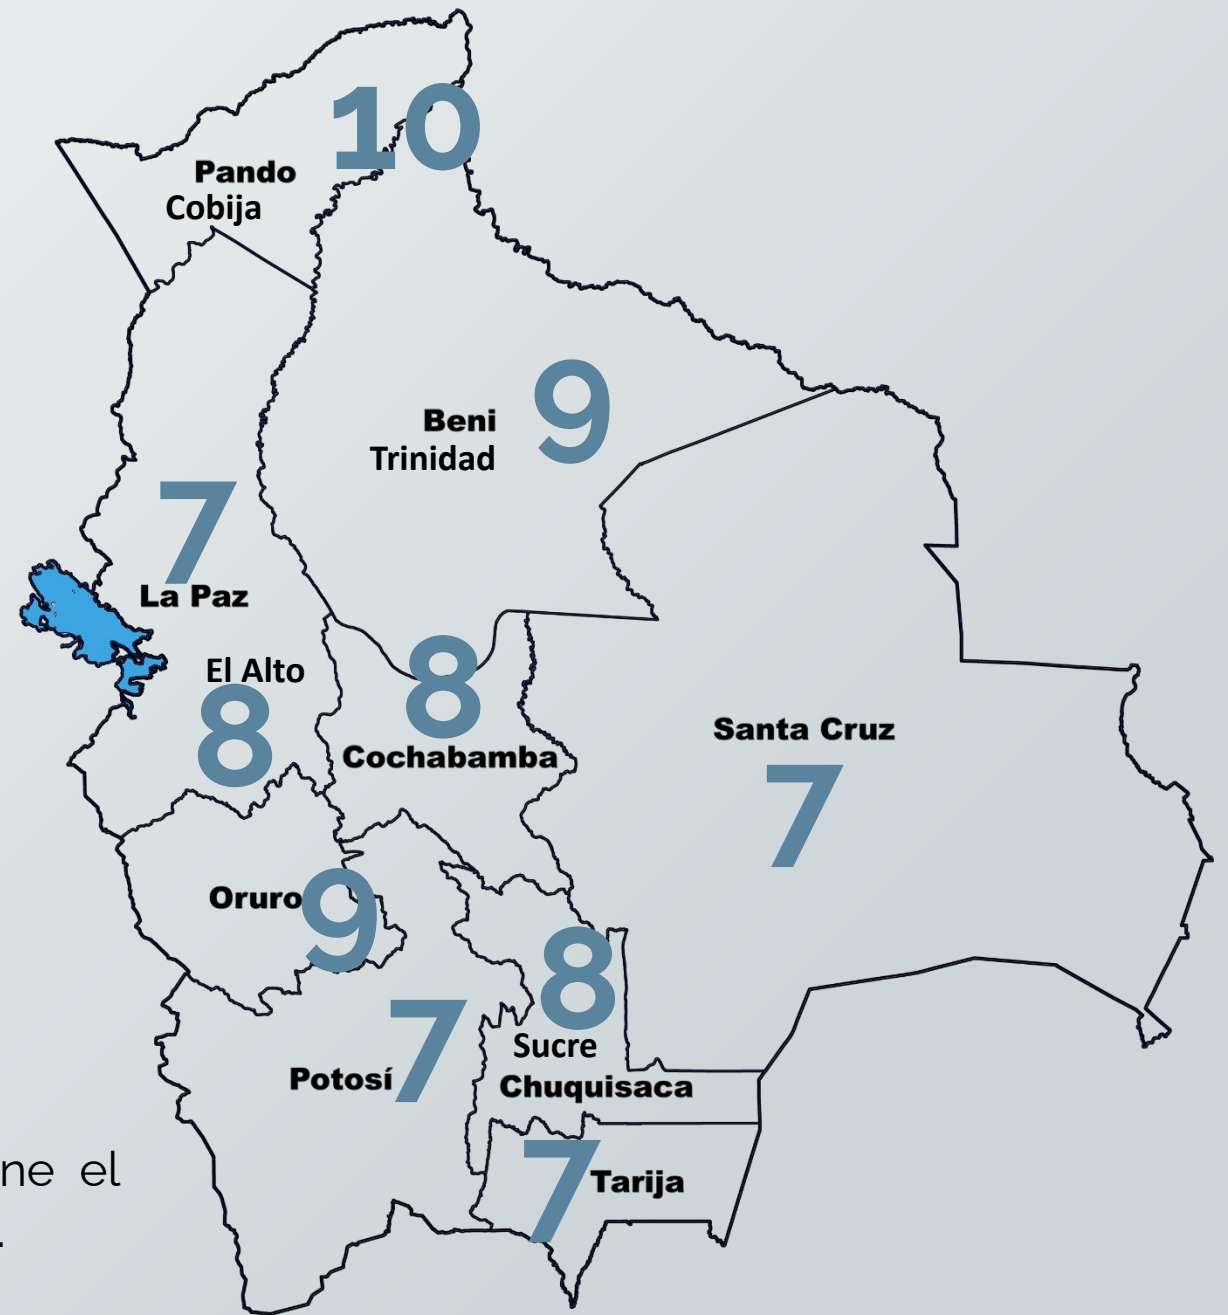 10
Pando
Cobija
9
Beni
Trinidad
7
La Paz
El Alto
8
8
Cochabamba
Santa Cruz
7
Oruro
9
8
Sucre
Chuquisaca
7
Potosí
7
Tarija
ne el